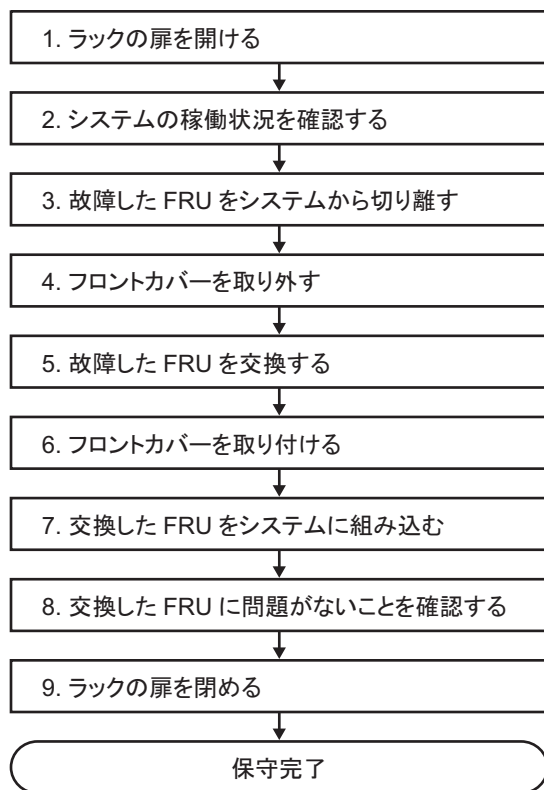 1. ラックの扉を開ける
2. システムの稼働状況を確認する
3. 故障した FRU をシステムから切り離す
4. フロントカバーを取り外す
5. 故障した FRU を交換する
6. フロントカバーを取り付ける
7. 交換した FRU をシステムに組み込む
8. 交換した FRU に問題がないことを確認する
9. ラックの扉を閉める
保守完了